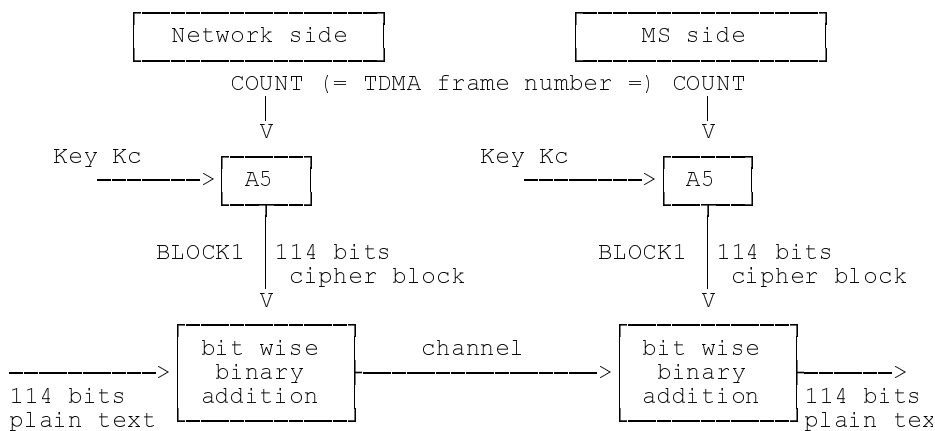 Network side
MS side
COUNT (= TDMA frame number =) COUNT
V
V
Key Kc
Key Kc
A5
A5
BLOCK1
114 bits
cipher block
BLOCK1
114 bits
cipher block
V
V
bit wise
binary
addition
channel
bit wise
binary
addition
114 bits
plain text
114 bits
plain tex